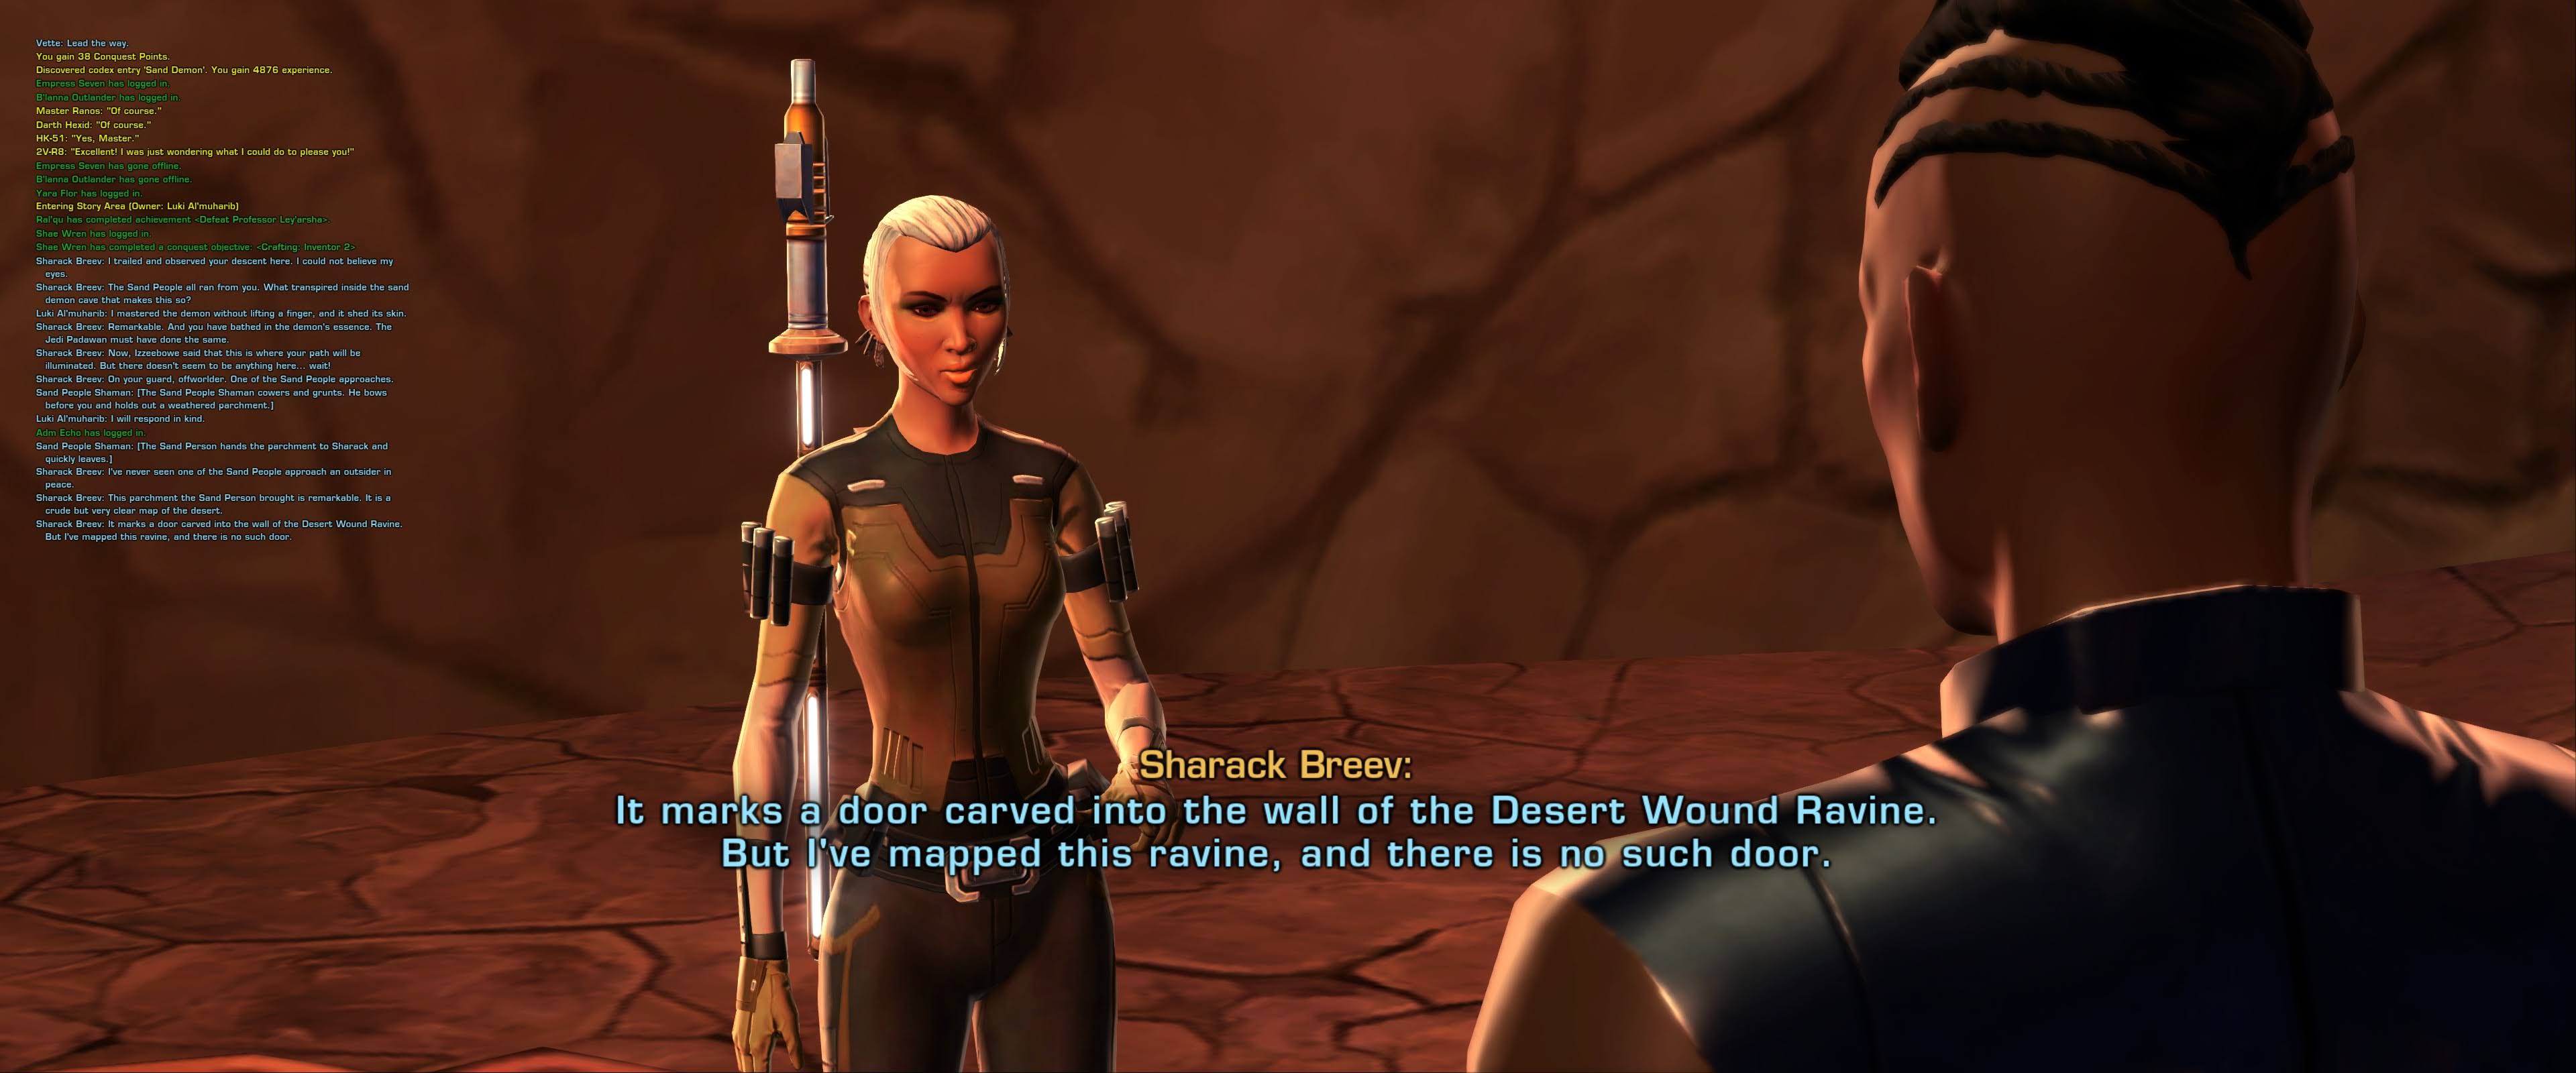 Vette: Lead the way.
You gain 38 Conquest Points.
Discovered codex entry 'Sand Demon'. You gain 4876 experience.
Empress Seven has logged in.
B'lanna Outlander has logged in.
Master Ranos: "Of course."
Darth Hexid: "Of course."
HK-51: "Yes, Master."
2V-R8: "Excellent! I was just wondering what I could do to please you!"
Empress Seven has gone offline.
B'lanna Outlander has gone offline.
Yara Flor has logged in.
Entering Story Area (Owner: Luki Al'muharib)
Ral'qu has completed achievement <Defeat Professor Ley'arsha>
Shae Wren has logged in.
Shae Wren has completed a conquest objective: <Crafting: Inventor 2>
Sharack Breev: I trailed and observed your descent here. I could not believe my
eyes.
Sharack Breev: The Sand People all ran from you. What transpired inside the sand
demon cave that makes this so?
Luki Al'muharib: I mastered the demon without lifting a finger, and it shed its skin.
Sharack Breev: Remarkable. And you have bathed in the demon's essence. The
Jedi Padawan must have done the same.
Sharack Breev: Now, Izzeebowe said that this is where your path will be
illuminated. But there doesn't seem to be anything here... wait!
Sharack Breev: On your guard, offworlder. One of the Sand People approaches.
Sand People Shaman: [The Sand People Shaman cowers and grunts. He bows
before you and holds out a weathered parchment.]
Luki Al'muharib: I will respond in kind.
Adm Echo has logged in.
Sand People Shaman: [The Sand Person hands the parchment to Sharack and
quickly leaves.]
Sharack Breev: I've never seen one of the Sand People approach an outsider in
peace.
Sharack Breev: This parchment the Sand Person brought is remarkable. It is a
crude but very clear map of the desert.
Sharack Breev: It marks a door carved into the wall of the Desert Wound Ravine.
But I've mapped this ravine, and there is no such door.
Sharack Breev:
It marks a door carved into the wall of the Desert Wound Ravine.
But I've mapped this ravine, and there is no such door.